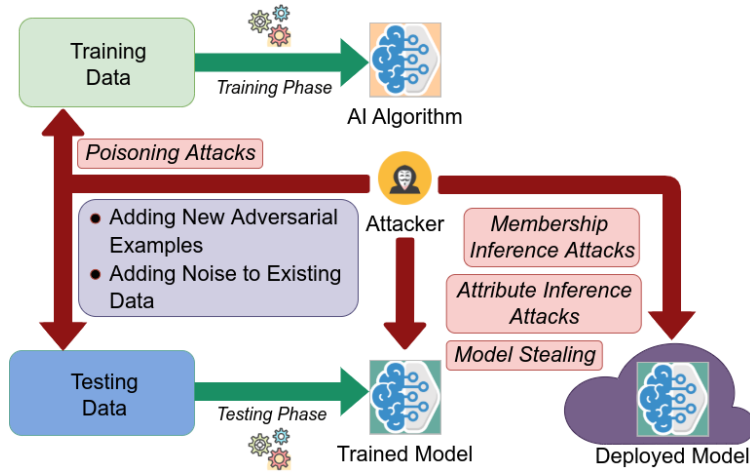 Training
Data
Training Phase
AI Algorithm
Poisoning Attacks
Attacker
● Adding New Adversarial
Examples
● Adding Noise to Existing
Data
Membership
Inference Attacks
Attribute Inference
Attacks
Model Stealing
Testing
Data
Testing Phase
Trained Model
Deployed Model